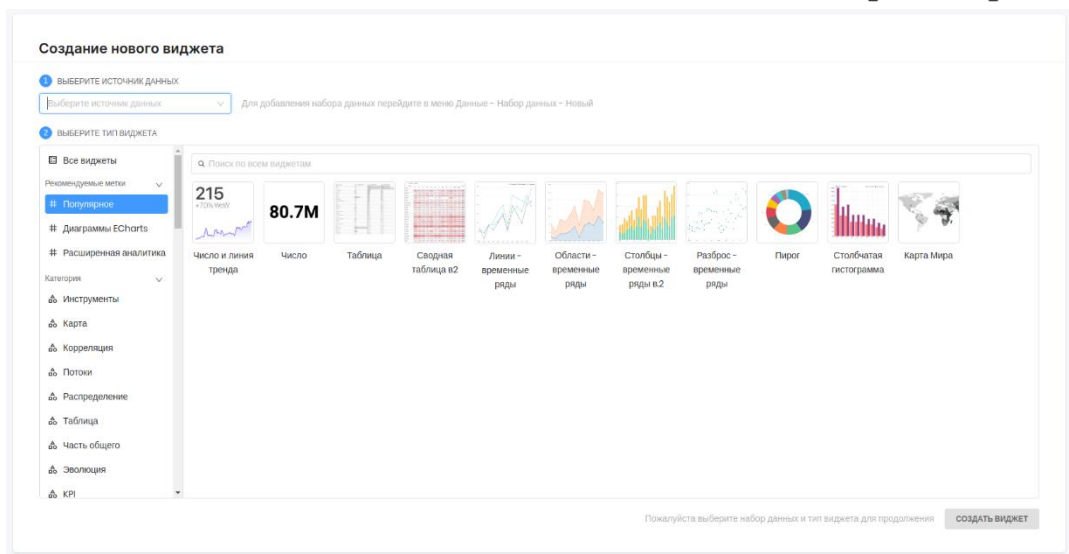 Создание нового виджета
1 ВЫБЕРИТЕ ИСТОЧНИК ДАННЫХ
Выберите источник данных
Для добавления набора данных перейдите в меню Данные - Набор данных - Новый
2 ВЫБЕРИТЕ ТИП ВИДЖЕТА
Все виджеты
Поиск по всем виджетам
Рекомендуемые метки
# Популярное
# Диаграммы ECharts
# Расширенная аналитика
Категория
Инструменты
Карта
Корреляция
Потоки
Распределение
Таблица
Часть общего
Эволюция
KPI
215
80.7M
Число и линия
тренда
Число
Таблица
Сводная
таблица в2
Линии -
временные
ряды
Области -
временные
ряды
Столбцы -
временные
ряды в.2
Разброс -
временные
ряды
Пирог
Столбчатая
гистограмма
Карта Мира
Пожалуйста выберите набор данных и тип виджета для продолжения
СОЗДАТЬ ВИДЖЕТ